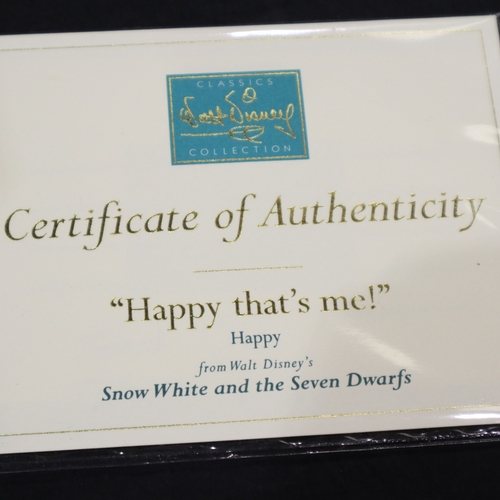 CLASSICS
Walt Disney
COLLECTION
Certificate of Authenticity
“Happy that's me!”
Happy
from Walt Disney's
Snow White and the Seven Dwarfs